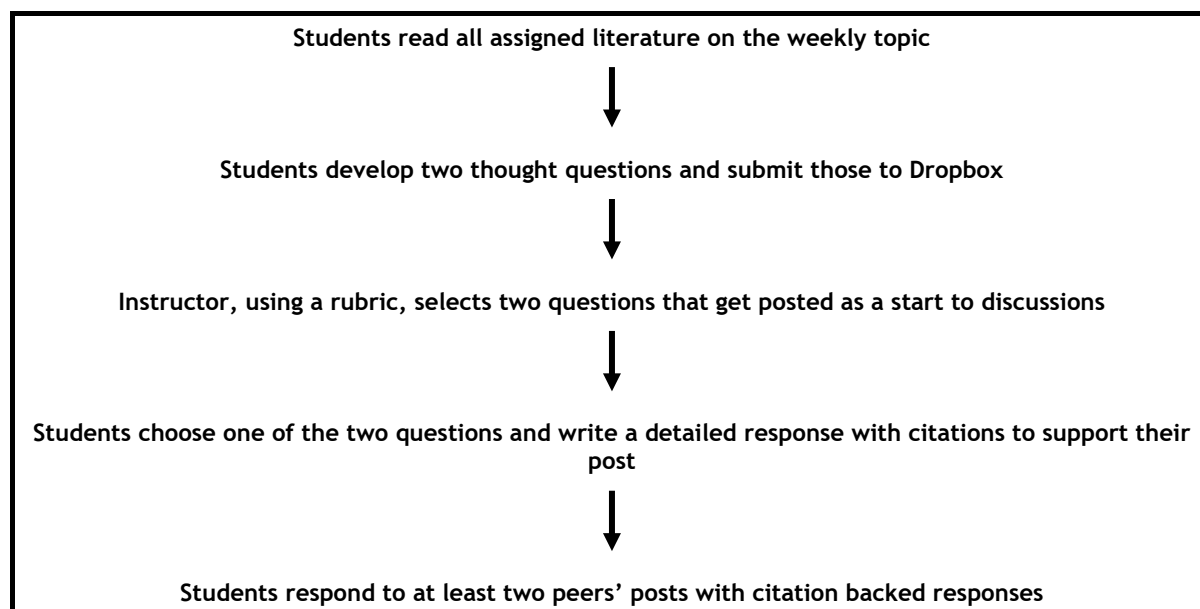 Students read all assigned literature on the weekly topic
Students develop two thought questions and submit those to Dropbox
Instructor, using a rubric, selects two questions that get posted as a start to discussions
Students choose one of the two questions and write a detailed response with citations to support their
post
Students respond to at least two peers’ posts with citation backed responses